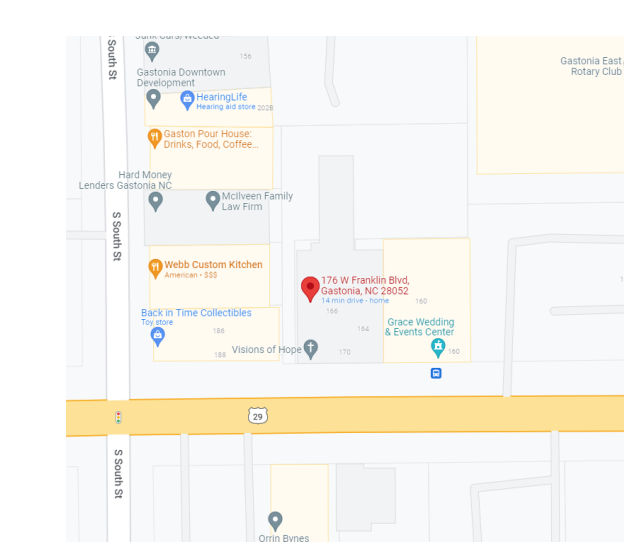 Junk Cars/Weeded
S South St
156
Gastonia East
Rotary Club
Gastonia Downtown
Development
HearingLife
Hearing aid store
202B
Gaston Pour House:
Drinks, Food, Coffee...
Hard Money
Lenders Gastonia NC
McIlveen Family
Law Firm
S South St
Webb Custom Kitchen
American • $$$
176 W Franklin Blvd,
Gastonia, NC 28052
14 min drive - home
160
166
Back in Time Collectibles
Toy store
186
164
Grace Wedding
& Events Center
188
Visions of Hope
170
160
29
S South St
Orrin Bynes